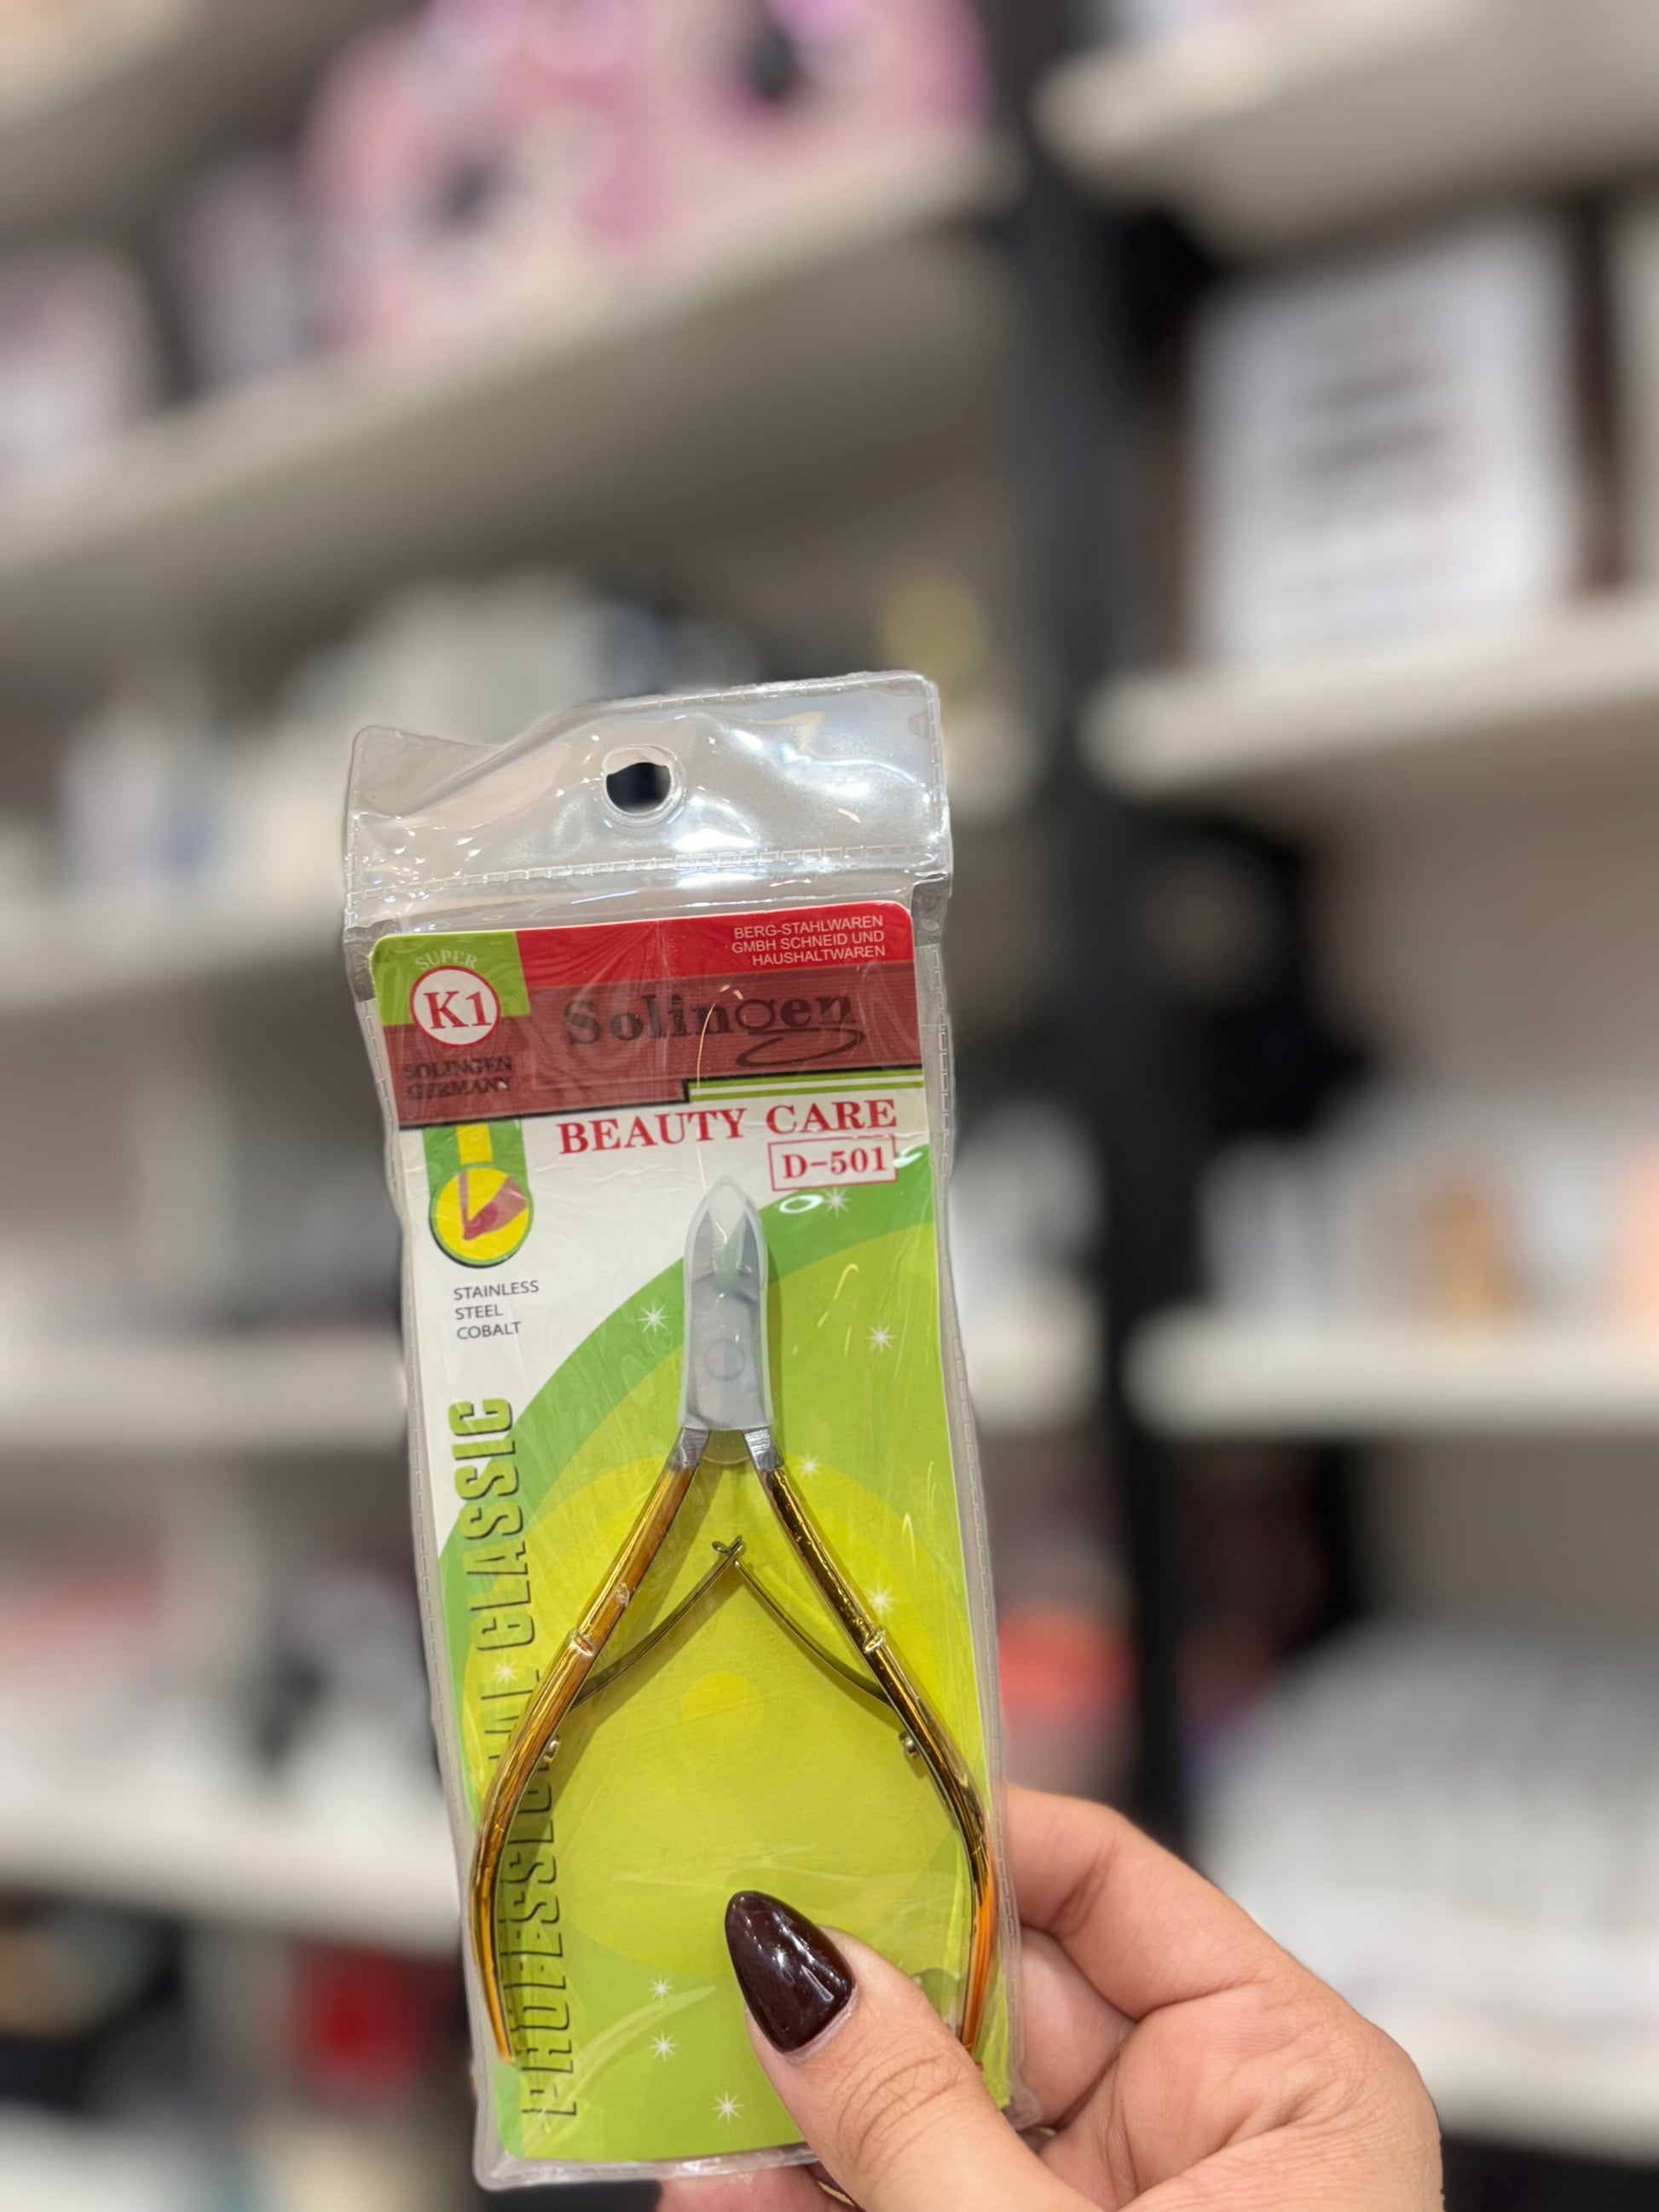 BERG-STAHLWAREN
GMBH SCHNEID UND
HAUSHALTWAREN
SUPER
K1
SOLINGEN
GERMANY
Solingen
BEAUTY CARE
D-501
STAINLESS
STEEL
COBALT
PROFESSIONAL CLASSIC